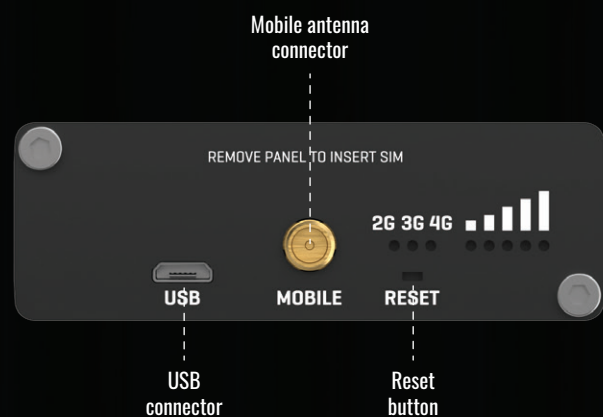 Mobile antenna
connector
REMOVE PANEL TO INSERT SIM
2G 3G 4G
USB
MOBILE
RESET
USB
connector
Reset
button